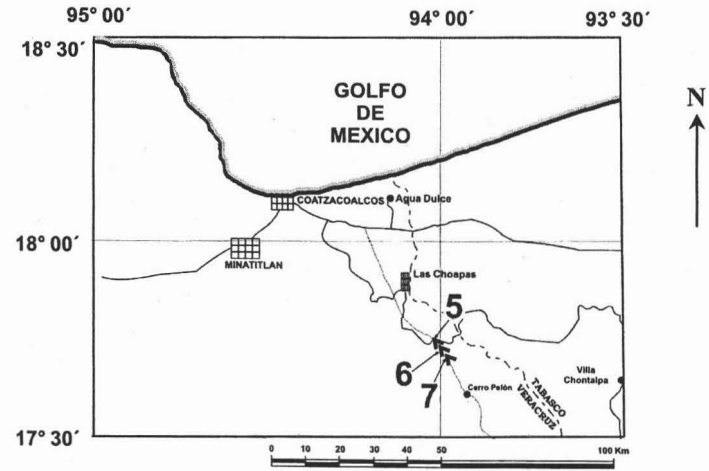 95° 00´ 94° 00´ 93° 30´
18° 30´
GOLFO
DE
MEXICO
N
COATZACOALCOS
Agua Dulce
18° 00´
MINATITLAN
Las Choapas
5
6
7
Cerro Pelón
Villa
Chontalpa
TABASCO
VERACRUZ
17° 30´
0 10 20 30 40 50 100 Km